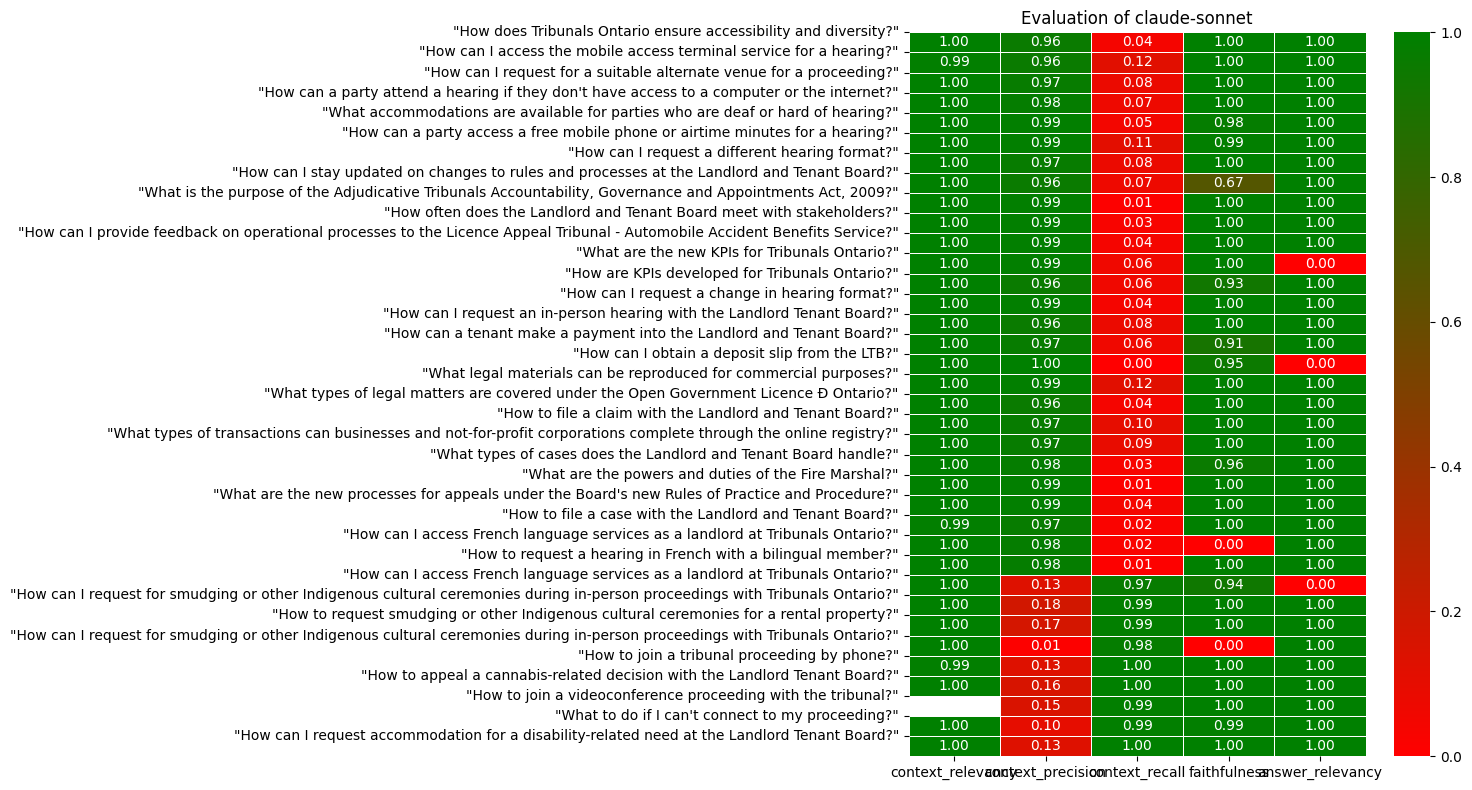 Evaluation of claude-sonnet
"How does Tribunals Ontario ensure accessibility and diversity?"
1.00 0.96 0.04 1.00 1.00
"How can I access the mobile access terminal service for a hearing?"
0.99 0.96 0.12 1.00 1.00
"How can I request for a suitable alternate venue for a proceeding?"
1.00 0.97 0.08 1.00 1.00
"How can a party attend a hearing if they don't have access to a computer or the internet?"
1.00 0.98 0.07 1.00 1.00
"What accommodations are available for parties who are deaf or hard of hearing?"
1.00 0.99 0.05 0.98 1.00
"How can a party access a free mobile phone or airtime minutes for a hearing?"
1.00 0.99 0.11 0.99 1.00
"How can I request a different hearing format?"
1.00 0.97 0.08 1.00 1.00
"How can I stay updated on changes to rules and processes at the Landlord and Tenant Board?"
1.00 0.96 0.07 0.67 1.00
"What is the purpose of the Adjudicative Tribunals Accountability, Governance and Appointments Act, 2009?"
1.00 0.99 0.01 1.00 1.00
"How often does the Landlord and Tenant Board meet with stakeholders?"
1.00 0.99 0.03 1.00 1.00
"How can I provide feedback on operational processes to the Licence Appeal Tribunal - Automobile Accident Benefits Service?"
1.00 0.99 0.04 1.00 1.00
"What are the new KPIs for Tribunals Ontario?"
1.00 0.99 0.06 1.00 0.00
"How are KPIs developed for Tribunals Ontario?"
1.00 0.96 0.06 0.93 1.00
"How can I request a change in hearing format?"
1.00 0.99 0.04 1.00 1.00
"How can I request an in-person hearing with the Landlord Tenant Board?"
1.00 0.96 0.08 1.00 1.00
"How can a tenant make a payment into the Landlord and Tenant Board?"
1.00 0.97 0.06 0.91 1.00
"How can I obtain a deposit slip from the LTB?"
1.00 1.00 0.00 0.95 0.00
"What legal materials can be reproduced for commercial purposes?"
1.00 0.99 0.12 1.00 1.00
"What types of legal matters are covered under the Open Government Licence Ð Ontario?"
1.00 0.96 0.04 1.00 1.00
"How to file a claim with the Landlord and Tenant Board?"
1.00 0.97 0.10 1.00 1.00
"What types of transactions can businesses and not-for-profit corporations complete through the online registry?"
1.00 0.97 0.09 1.00 1.00
"What types of cases does the Landlord and Tenant Board handle?"
1.00 0.98 0.03 0.96 1.00
"What are the powers and duties of the Fire Marshal?"
1.00 0.99 0.01 1.00 1.00
"What are the new processes for appeals under the Board's new Rules of Practice and Procedure?"
1.00 0.99 0.04 1.00 1.00
"How to file a case with the Landlord and Tenant Board?"
0.99 0.97 0.02 1.00 1.00
"How can I access French language services as a landlord at Tribunals Ontario?"
1.00 0.98 0.02 0.00 1.00
"How to request a hearing in French with a bilingual member?"
1.00 0.98 0.01 1.00 1.00
"How can I access French language services as a landlord at Tribunals Ontario?"
1.00 0.13 0.97 0.94 0.00
"How can I request for smudging or other Indigenous cultural ceremonies during in-person proceedings with Tribunals Ontario?"
1.00 0.18 0.99 1.00 1.00
"How to request smudging or other Indigenous cultural ceremonies for a rental property?"
1.00 0.17 0.99 1.00 1.00
"How can I request for smudging or other Indigenous cultural ceremonies during in-person proceedings with Tribunals Ontario?"
1.00 0.01 0.98 0.00 1.00
"How to join a tribunal proceeding by phone?"
0.99 0.13 1.00 1.00 1.00
"How to appeal a cannabis-related decision with the Landlord Tenant Board?"
1.00 0.16 1.00 1.00 1.00
"How to join a videoconference proceeding with the tribunal?"
0.15 0.99 1.00 1.00
"What to do if I can't connect to my proceeding?"
1.00 0.10 0.99 0.99 1.00
"How can I request accommodation for a disability-related need at the Landlord Tenant Board?"
1.00 0.13 1.00 1.00 1.00
context_relevancy context_precision context_recall faithfulness answer_relevancy
1.0
0.8
0.6
0.4
0.2
0.0